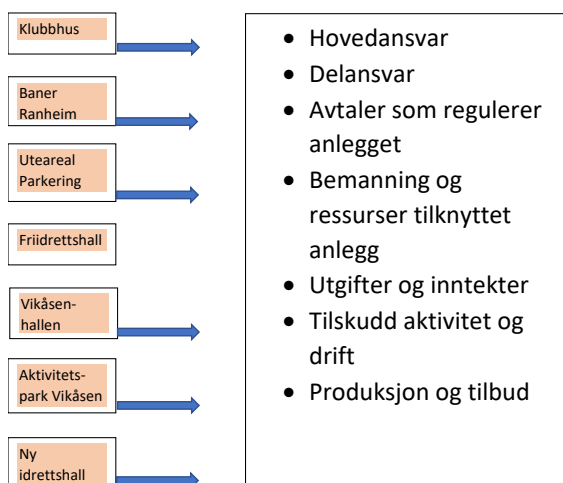 Klubbhus
Baner
Ranheim
Uteareal
Parkering
Friidrettshall
Vikåsen-
hallen
Aktivitets-
park Vikåsen
Ny
idrettshall
• Hovedansvar
• Delansvar
• Avtaler som regulerer
anlegget
• Bemanning og
ressurser tilknyttet
anlegg
• Utgifter og inntekter
• Tilskudd aktivitet og
drift
• Produksjon og tilbud